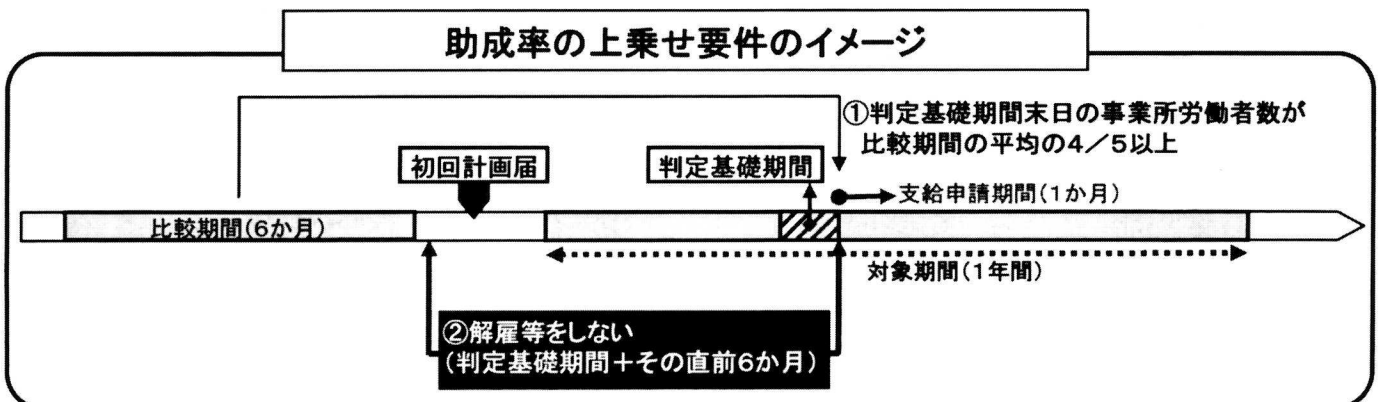 助成率の上乗せ要件のイメージ
①判定基礎期間末日の事業所労働者数が
比較期間の平均の4／5以上
初回計画届
判定基礎期間
支給申請期間(1か月)
比較期間(6か月)
対象期間(1年間)
②解雇等をしない
(判定基礎期間＋その直前6か月)